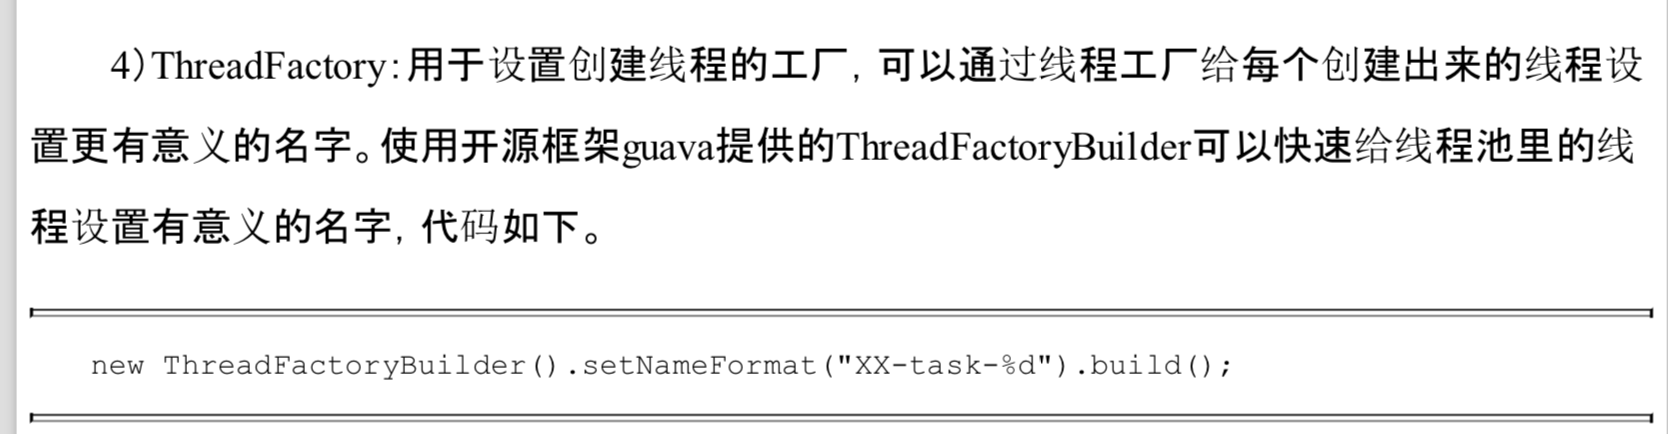 4)ThreadFactory:用于设置创建线程的工厂, 可以通过线程工厂给每个创建出来的线程设
置更有意义的名字。使用开源框架guava提供的ThreadFactoryBuilder可以快速给线程池里的线
程设置有意义的名字, 代码如下。
new ThreadFactoryBuilder().setNameFormat("XX-task-%d").build();